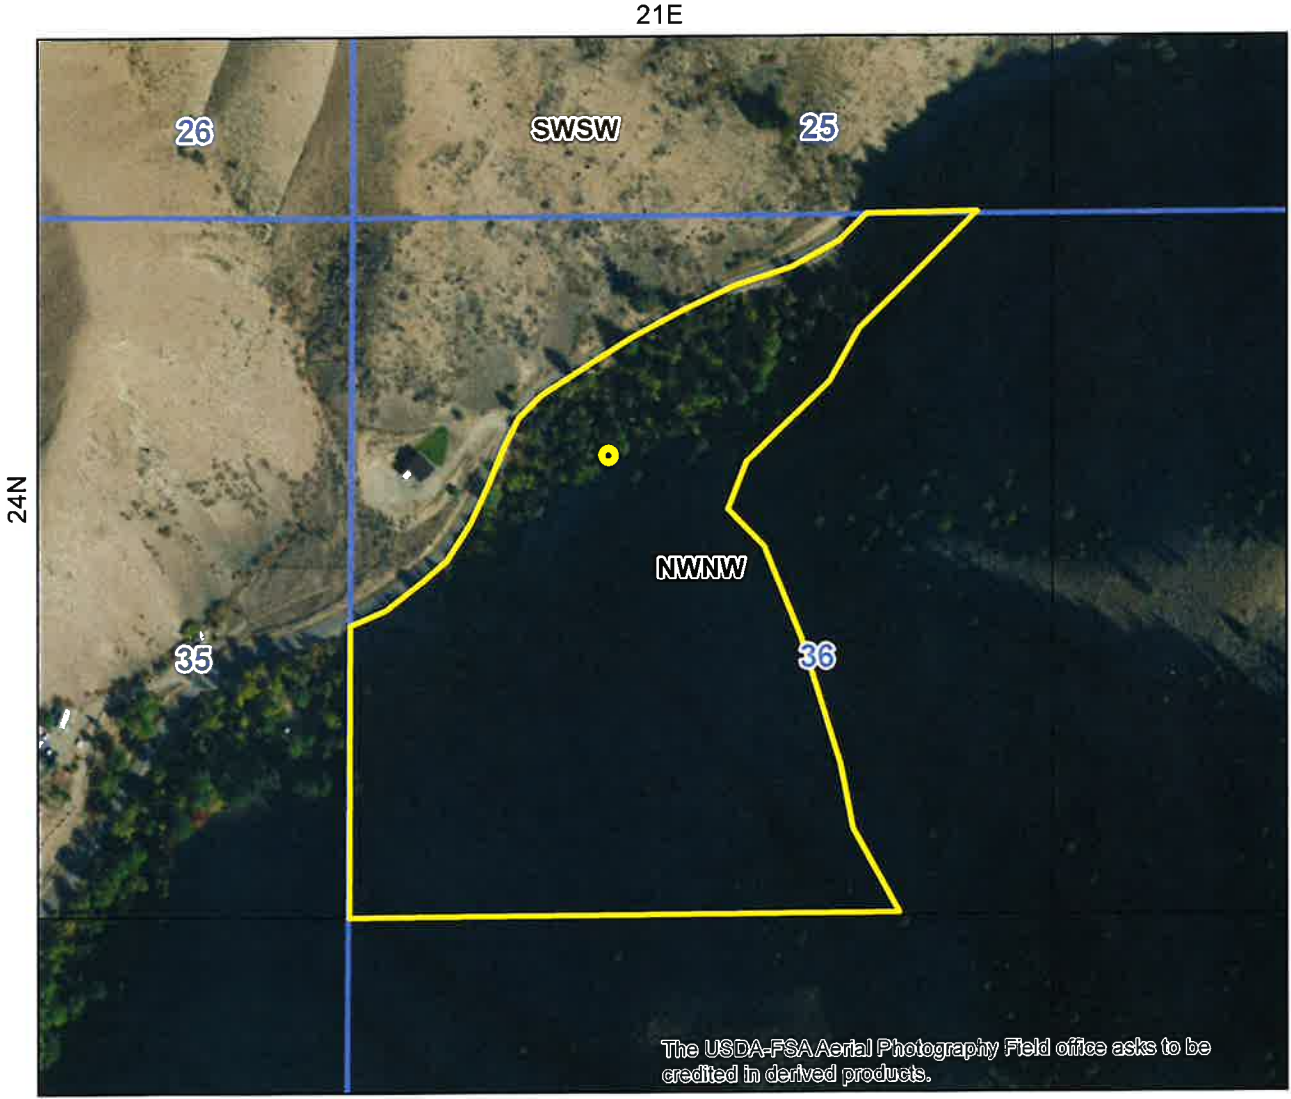 21E
26
SWSW
25
24N
NWNW
36
35
The USDA-FSA Aerial Photography Field office asks to be
credited in derived products.